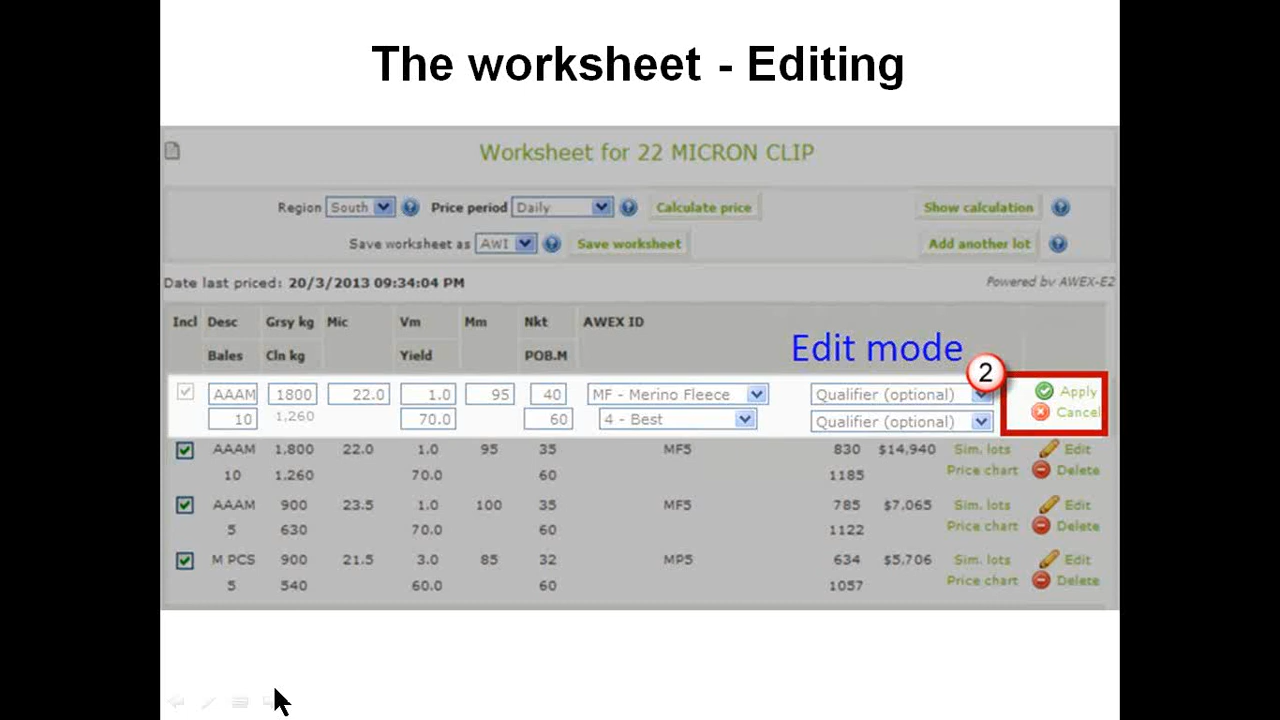 The worksheet - Editing
Worksheet for 22 MICRON CLIP
Region South Price period Daily Calculate price Show calculation
Save worksheet as AWI Save worksheet Add another lot
Date last priced: 20/3/2013 09:34:04 PM Powered by AWEX-E2
Incl Desc Grsy kg Mic Vm Mm Nkt AWEX ID
Bales Cln kg Yield POB.M
Edit mode
2
AAAM 1800 22.0 1.0 95 40 MF - Merino Fleece Qualifier (optional) Apply
10 1,260 70.0 60 4 - Best Qualifier (optional) Cancel
AAAM 1,800 22.0 1.0 95 35 MF5 830 $14,940 Sim. lots Edit
10 1,260 70.0 60 1185 Price chart Delete
AAAM 900 23.5 1.0 100 35 MF5 785 $7,065 Sim. lots Edit
5 630 70.0 60 1122 Price chart Delete
M PCS 900 21.5 3.0 85 32 MP5 634 $5,706 Sim. lots Edit
5 540 60.0 60 1057 Price chart Delete